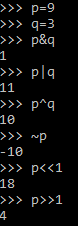 >>> p=9
>>> q=3
>>> p&q
1
>>> p|q
11
>>> p^q
10
>>> ~p
-10
>>> p<<1
18
>>> p>>1
4